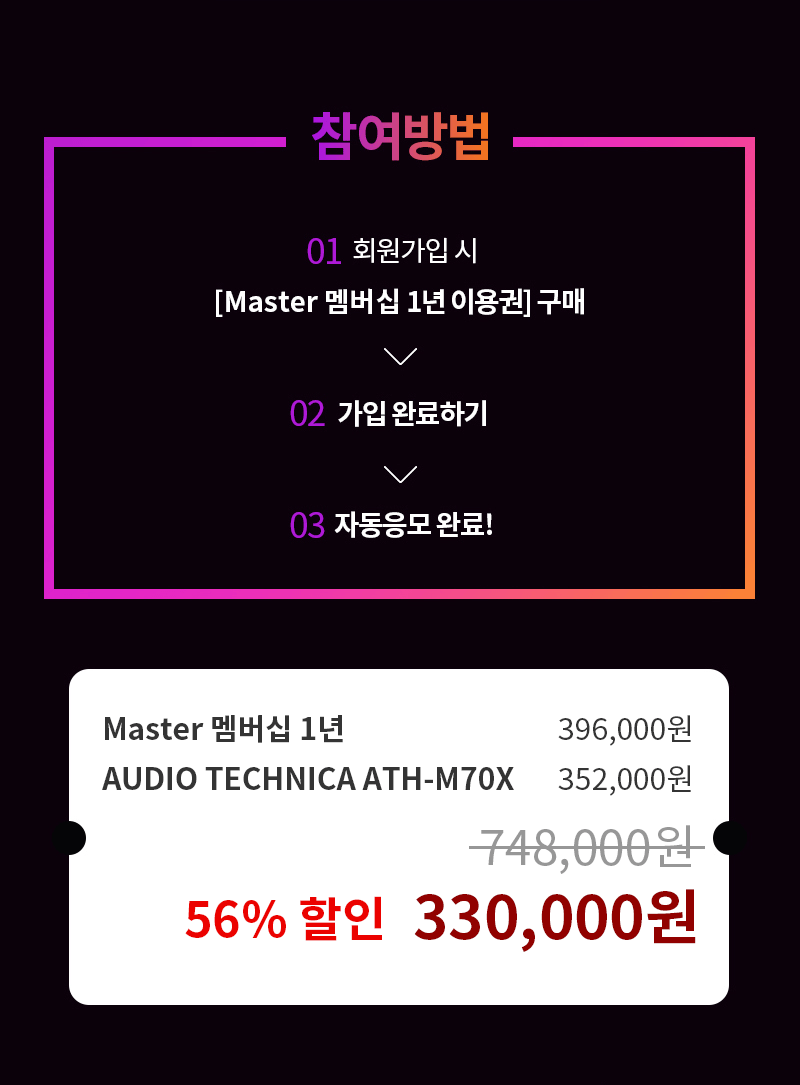 참여방법
01 회원가입 시
[Master 멤버십 1년 이용권] 구매
02 가입 완료하기
03 자동응모 완료!
Master 멤버십 1년 396,000원
AUDIO TECHNICA ATH-M70X 352,000원
748,000원
56% 할인 330,000원